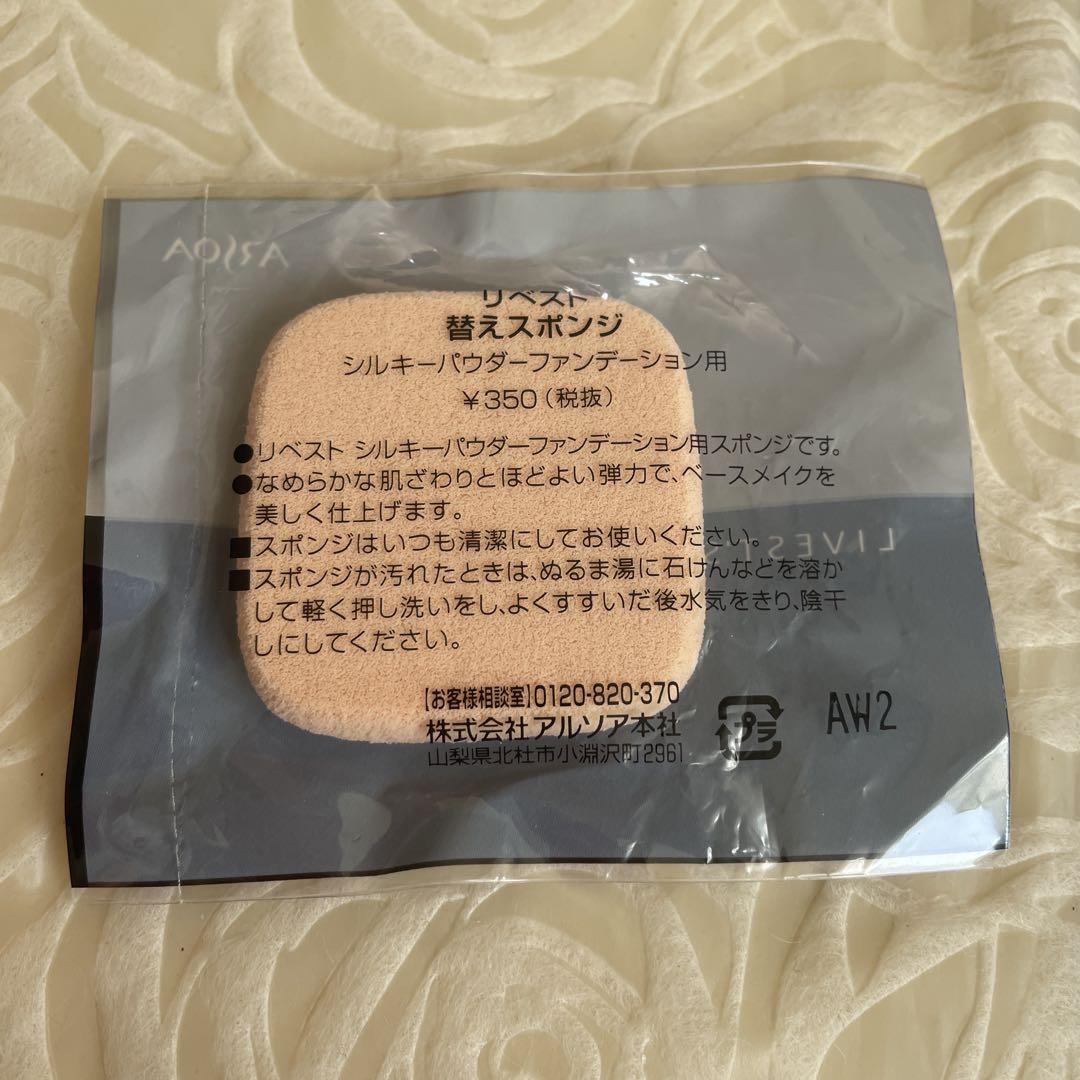 ARSOA
リベスト
替えスポンジ
シルキーパウダーファンデーション用
￥350（税抜）
●リベスト シルキーパウダーファンデーション用スポンジです。
●なめらかな肌ざわりとほどよい弾力で、ベースメイクを
美しく仕上げます。
■スポンジはいつも清潔にしてお使いください。
LIVES
■スポンジが汚れたときは、ぬるま湯に石けんなどを溶か
して軽く押し洗いをし、よくすすいだ後水気をきり、陰干
しにしてください。
【お客様相談室】0120-820-370
株式会社アルソア本社
山梨県北杜市小淵沢町2961
プラ
AW2